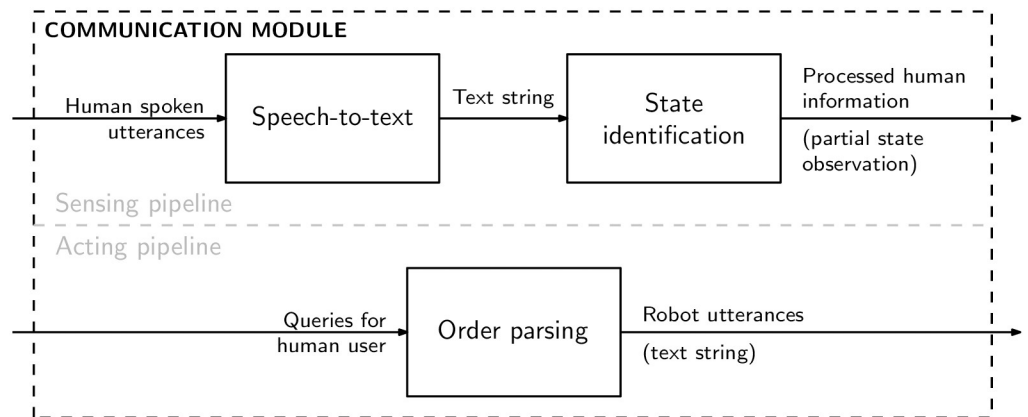 COMMUNICATION MODULE
Human spoken
utterances
Speech-to-text
Text string
State
identification
Processed human
information
(partial state
observation)
Sensing pipeline
Acting pipeline
Queries for
human user
Order parsing
Robot utterances
(text string)